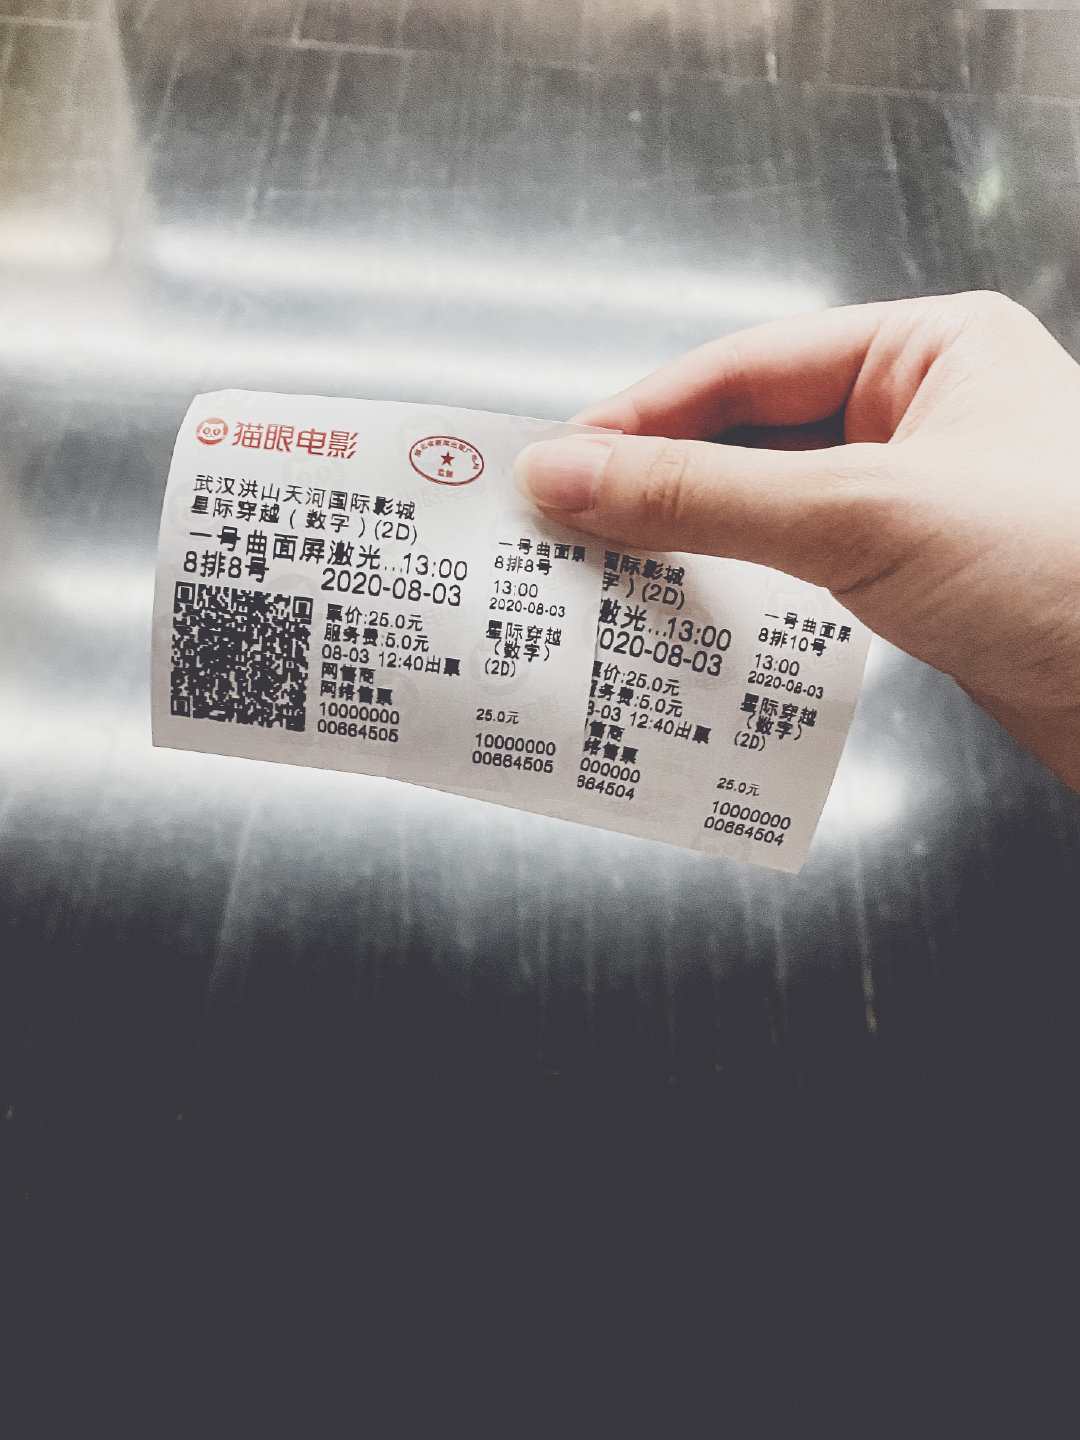 猫眼电影
监制
武汉洪山天河国际影城
星际穿越（数字）(2D)
一号曲面屏激光...13:00
8排8号 2020-08-03
票价:25.0元
服务费:5.0元
08-03 12:40出票
网售商
网络售票
10000000
00664505
一号曲面屏
8排8号
13:00
2020-08-03
星际穿越
（数字）
(2D)
25.0元
10000000
00664505
国际影城
字）(2D)
激光...13:00
2020-08-03
票价:25.0元
服务费:5.0元
8-03 12:40出票
售商
络售票
000000
664504
一号曲面屏
8排10号
13:00
2020-08-03
星际穿越
（数字）
(2D)
25.0元
10000000
00664504